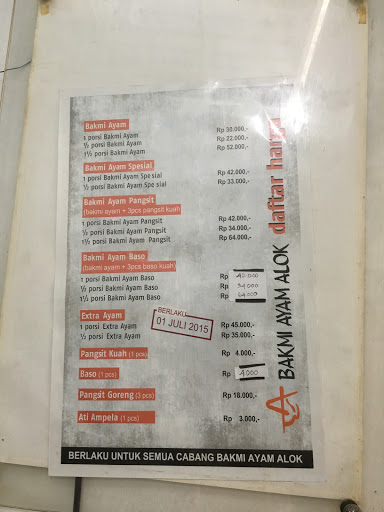 Bakmi Ayam
1 porsi Bakmi Ayam Rp 30.000,-
½ porsi Bakmi Ayam Rp 22.000,-
1½ porsi Bakmi Ayam Rp 52.000,-
Bakmi Ayam Spesial
1 porsi Bakmi Ayam Spesial Rp 42.000,-
½ porsi Bakmi Ayam Spesial Rp 33.000,-
Bakmi Ayam Pangsit
(bakmi ayam + 3pcs pangsit kuah)
1 porsi Bakmi Ayam Pangsit Rp 42.000,-
½ porsi Bakmi Ayam Pangsit Rp 34.000,-
1½ porsi Bakmi Ayam Pangsit Rp 64.000,-
Bakmi Ayam Baso
(bakmi ayam + 3pcs baso kuah)
1 porsi Bakmi Ayam Baso Rp 42.000
½ porsi Bakmi Ayam Baso Rp 34.000
1½ porsi Bakmi Ayam Baso Rp 64.000
Extra Ayam
1 porsi Extra Ayam Rp 45.000,-
½ porsi Extra Ayam Rp 35.000,-
BERLAKU
01 JULI 2015
Pangsit Kuah (1 pcs) Rp 4.000,-
Baso (1 pcs) Rp 4000
Pangsit Goreng (3 pcs) Rp 18.000,-
Ati Ampela (1 pcs) Rp 3.000,-
BAKMI AYAM ALOK daftar harga
BERLAKU UNTUK SEMUA CABANG BAKMI AYAM ALOK